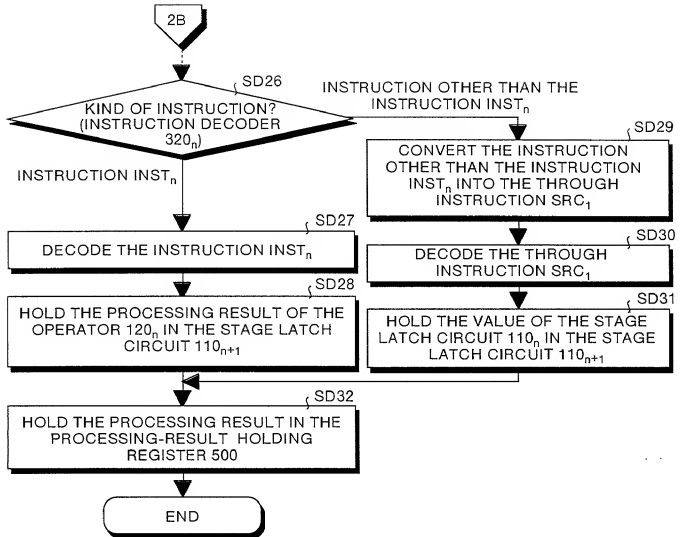 2B
SD26
KIND OF INSTRUCTION?
(INSTRUCTION DECODER
320n)
INSTRUCTION OTHER THAN THE
INSTRUCTION INSTn
INSTRUCTION INSTn
SD29
CONVERT THE INSTRUCTION
OTHER THAN THE INSTRUCTION
INSTn INTO THE THROUGH
INSTRUCTION SRC1
SD27
DECODE THE INSTRUCTION INSTn
SD30
DECODE THE THROUGH
INSTRUCTION SRC1
SD28
HOLD THE PROCESSING RESULT OF THE
OPERATOR 120n IN THE STAGE LATCH
CIRCUIT 110n+1
SD31
HOLD THE VALUE OF THE STAGE
LATCH CIRCUIT 110n IN THE STAGE
LATCH CIRCUIT 110n+1
SD32
HOLD THE PROCESSING RESULT IN THE
PROCESSING-RESULT HOLDING
REGISTER 500
END